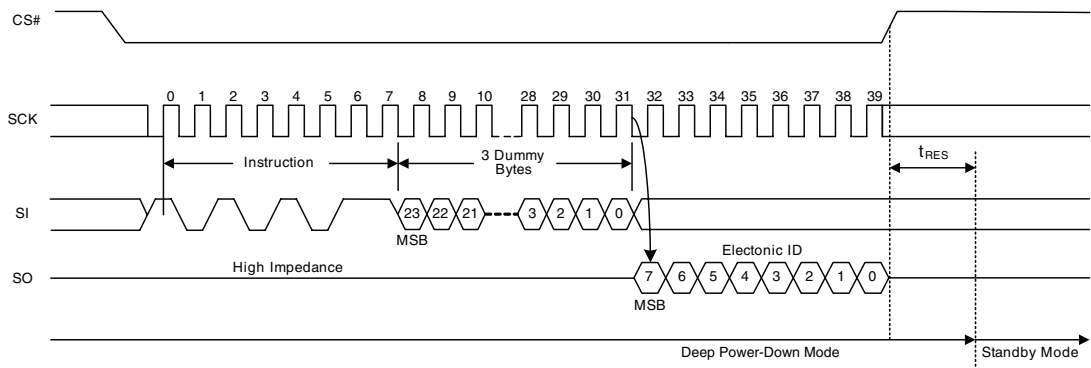 CS#
0 1 2 3 4 5 6 7 8 9 10 28 29 30 31 32 33 34 35 36 37 38 39
SCK
Instruction
3 Dummy
Bytes
tRES
SI
23 22 21 3 2 1 0
MSB
Electonic ID
High Impedance
SO
7 6 5 4 3 2 1 0
MSB
Deep Power-Down Mode
Standby Mode